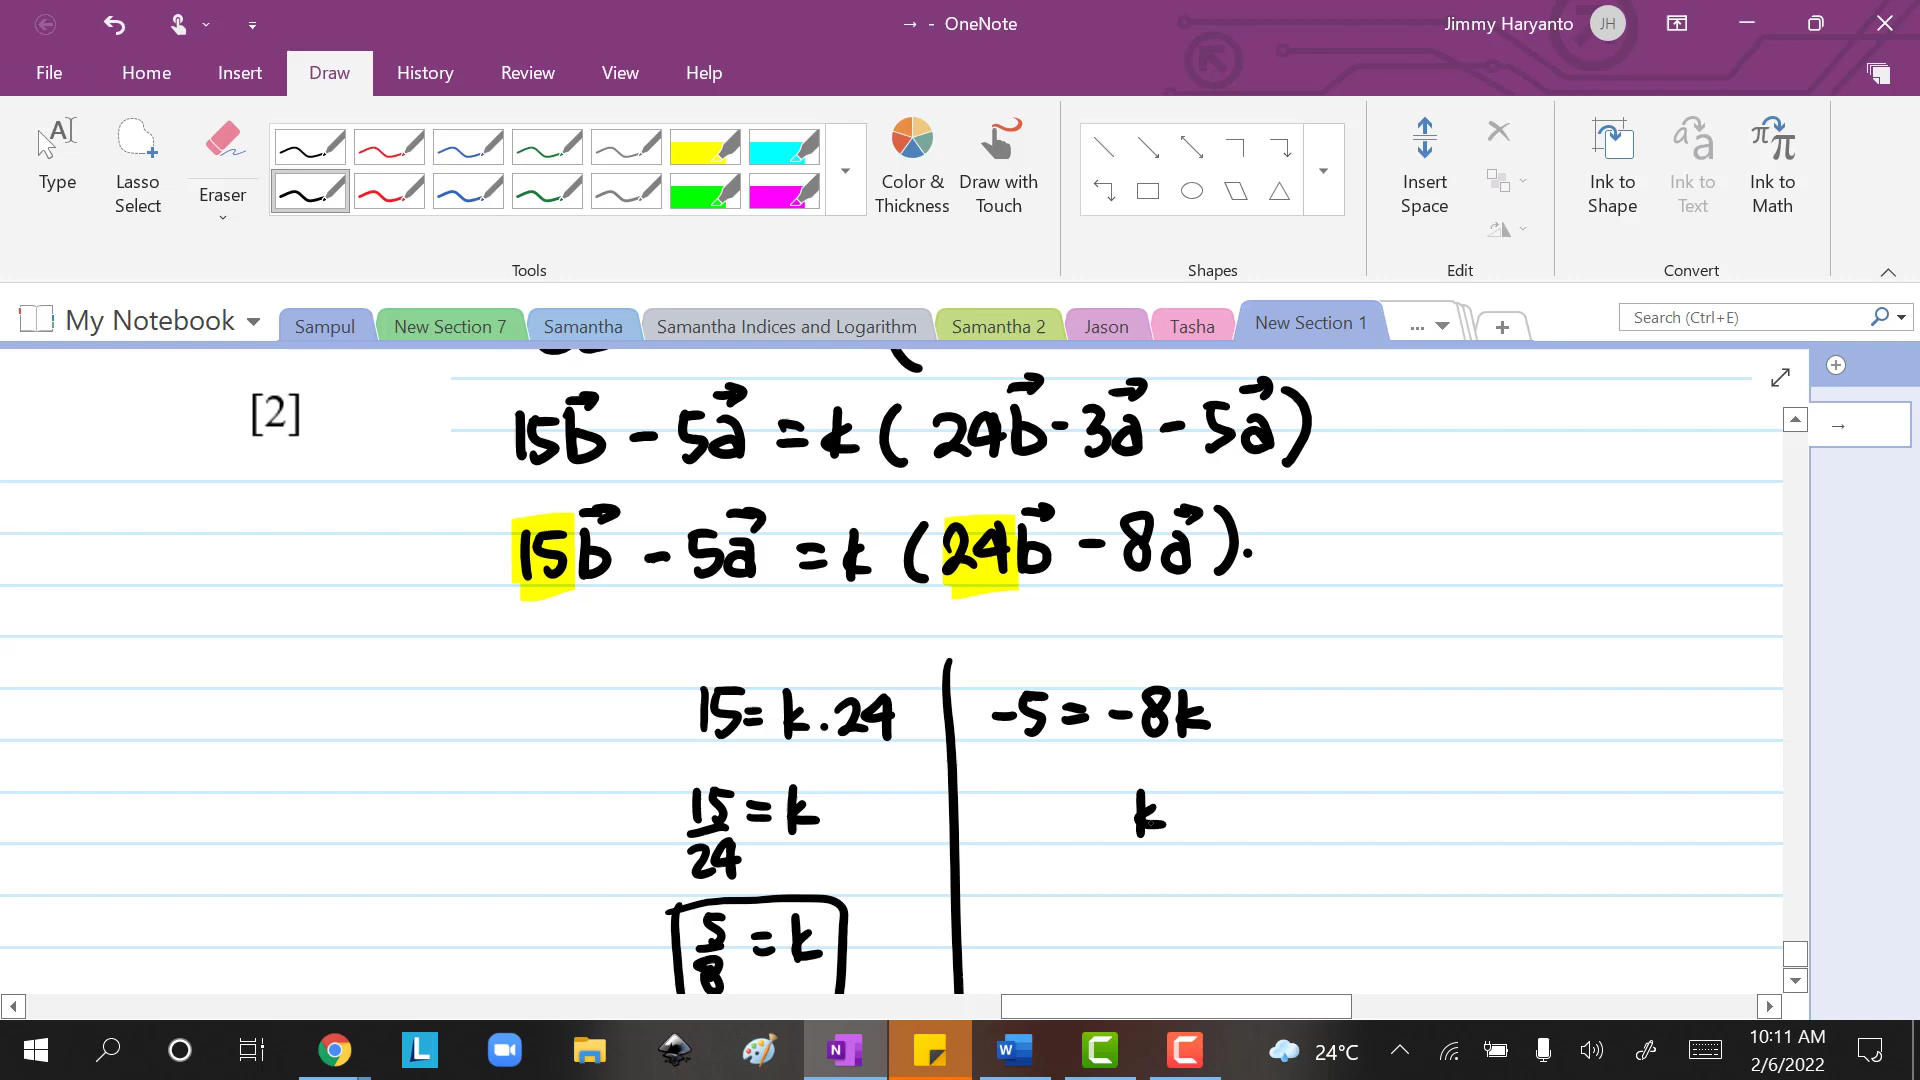 → - OneNote
Jimmy Haryanto
JH
File Home Insert Draw History Review View Help
Type
Lasso Select
Eraser
Color & Thickness
Draw with Touch
Insert Space
Ink to Shape
Ink to Text
Ink to Math
Tools
Shapes
Edit
Convert
My Notebook
Sampul
New Section 7
Samantha
Samantha Indices and Logarithm
Samantha 2
Jason
Tasha
New Section 1
...
Search (Ctrl+E)
→
[2]
15b⃗ - 5a⃗ = k ( 24b⃗ - 3a⃗ - 5a⃗ )
15b⃗ - 5a⃗ = k ( 24b⃗ - 8a⃗ ).
15 = k . 24
-5 = -8k
15/24 = k
k
5/8 = k
24°C
10:11 AM
2/6/2022